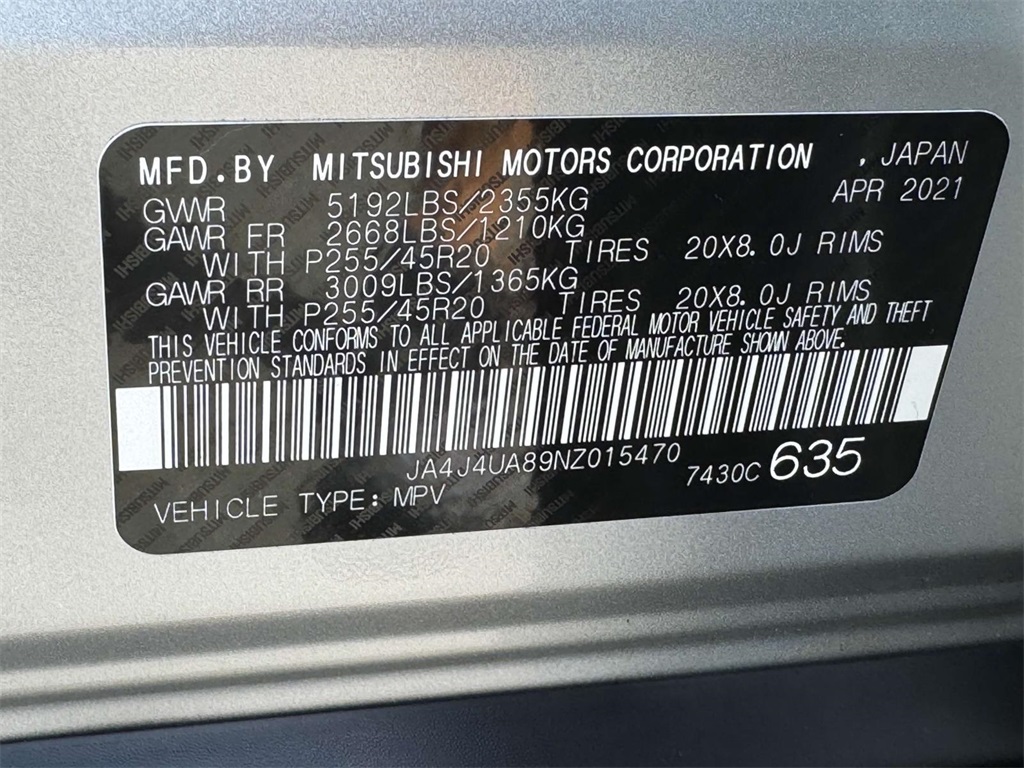 MFD.BY MITSUBISHI MOTORS CORPORATION , JAPAN
GVWR 5192LBS/2355KG APR 2021
GAWR FR 2668LBS/1210KG
WITH P255/45R20 TIRES 20X8.0J RIMS
GAWR RR 3009LBS/1365KG
WITH P255/45R20 TIRES 20X8.0J RIMS
THIS VEHICLE CONFORMS TO ALL APPLICABLE FEDERAL MOTOR VEHICLE SAFETY AND THEFT
PREVENTION STANDARDS IN EFFECT ON THE DATE OF MANUFACTURE SHOWN ABOVE.
JA4J4UA89NZ015470 7430C 635
VEHICLE TYPE: MPV